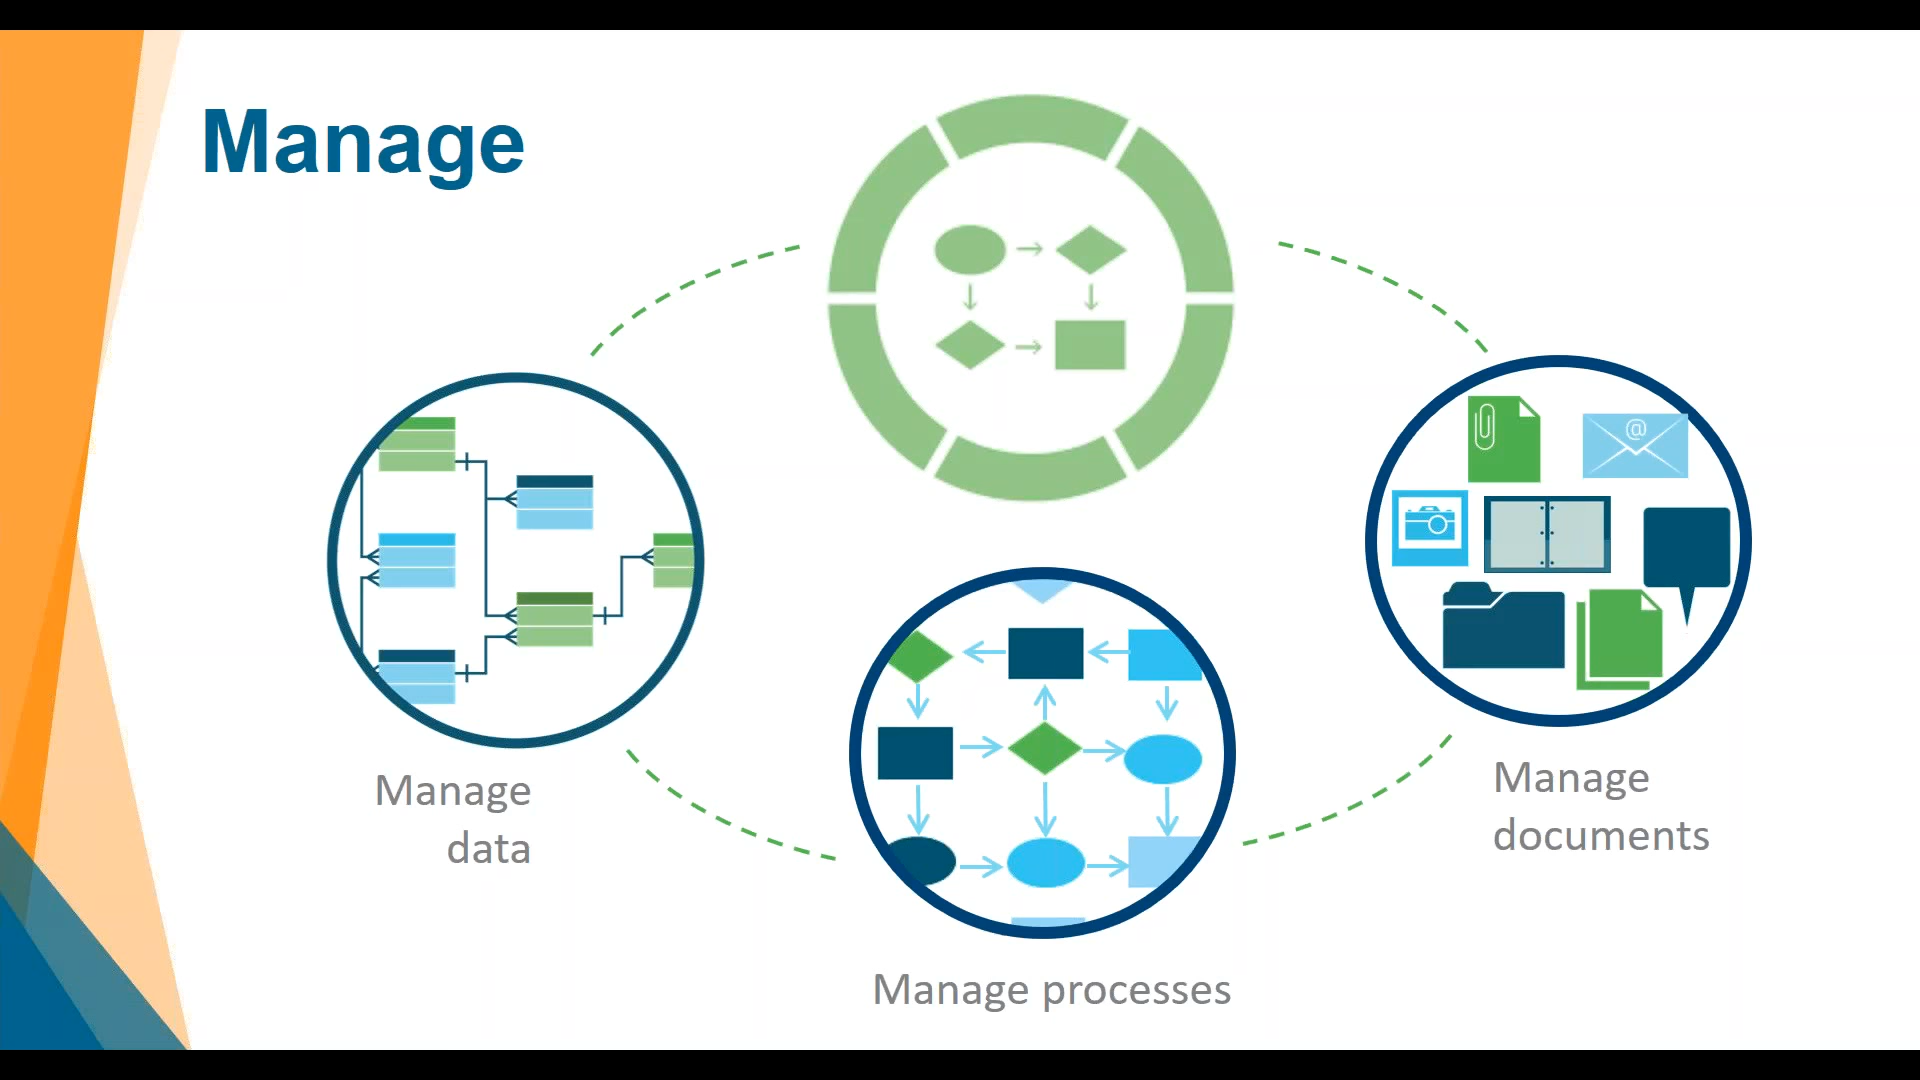 Manage
@
Manage
data
Manage processes
Manage
documents